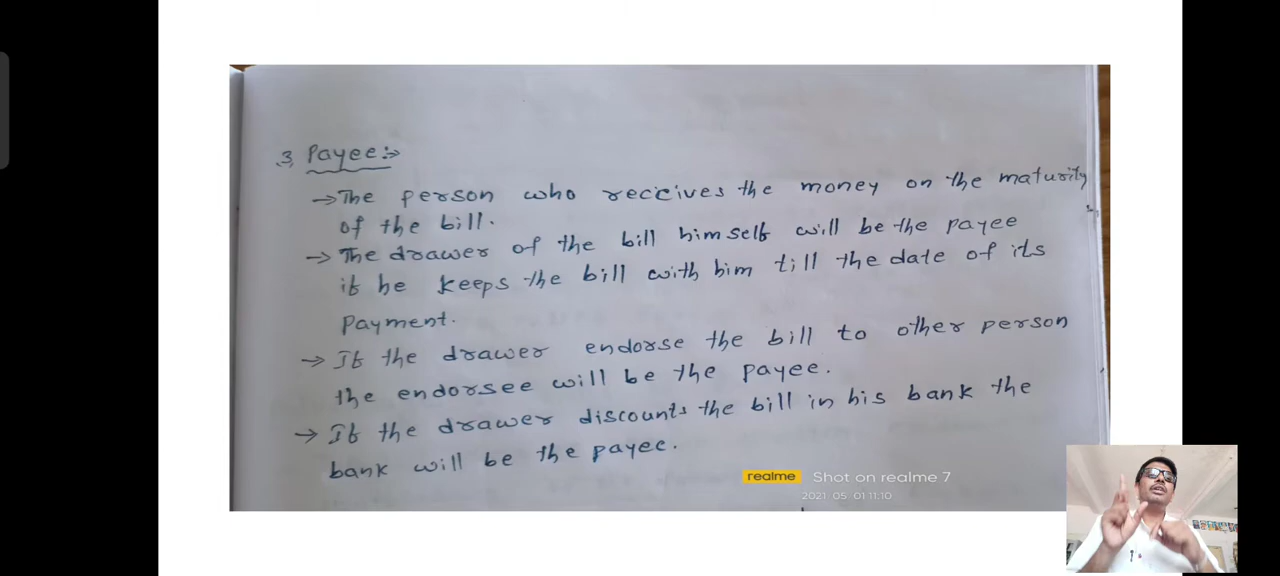 3. Payee:->
→ The person who receives the money on the maturity
of the bill.
→ The drawer of the bill himself will be the payee
if he keeps the bill with him till the date of its
Payment.
→ If the drawer endorse the bill to other person
the endorsee will be the payee.
→ If the drawer discounts the bill in his bank the
bank will be the payee.
realme Shot on realme 7
2021. 05. 01 11:10